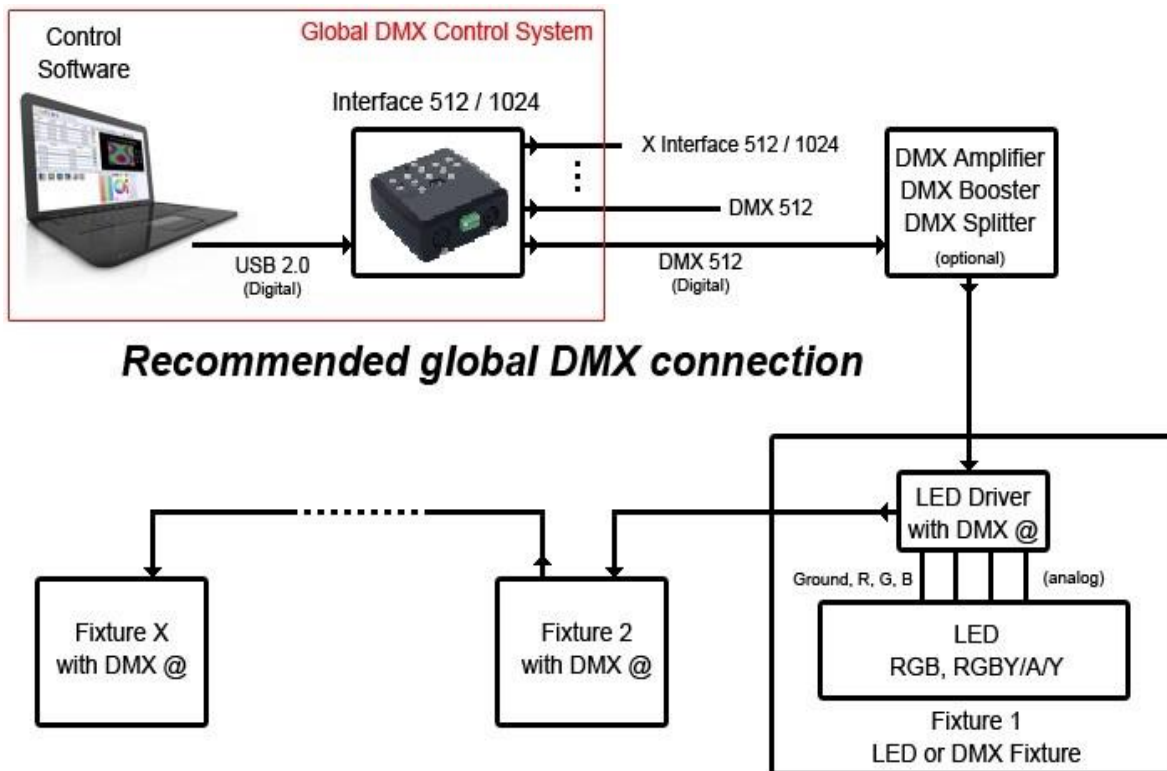 Control
Software
Global DMX Control System
Interface 512 / 1024
X Interface 512 / 1024
DMX 512
USB 2.0
(Digital)
DMX 512
(Digital)
DMX Amplifier
DMX Booster
DMX Splitter
(optional)
Recommended global DMX connection
LED Driver
with DMX @
Ground, R, G, B
(analog)
LED
RGB, RGBY/A/Y
Fixture 1
LED or DMX Fixture
Fixture 2
with DMX @
Fixture X
with DMX @